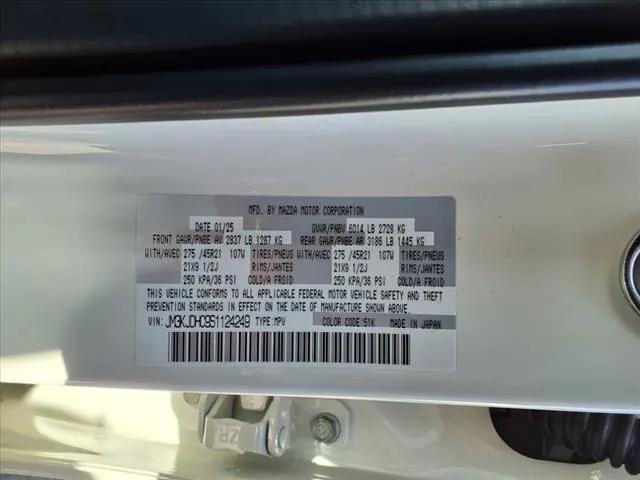 MFD. BY MAZDA MOTOR CORPORATION
DATE 01/25 GVWR/PNBV 6014 LB 2728 KG
FRONT GAWR/PNBE AV 2837 LB 1287 KG REAR GAWR/PNBE AR 3186 LB 1445 KG
WITH/AVEC 275 /45R21 107W TIRES/PNEUS WITH/AVEC 275 /45R21 107W TIRES/PNEUS
21X9 1/2J RIMS/JANTES 21X9 1/2J RIMS/JANTES
250 KPA/36 PSI COLD/A FROID 250 KPA/36 PSI COLD/A FROID
THIS VEHICLE CONFORMS TO ALL APPLICABLE FEDERAL MOTOR VEHICLE SAFETY AND THEFT
PREVENTION STANDARDS IN EFFECT ON THE DATE OF MANUFACTURE SHOWN ABOVE.
VIN: JM3KJDHC951124249 TYPE:MPV COLOR CODE:51K MADE IN JAPAN
ZR